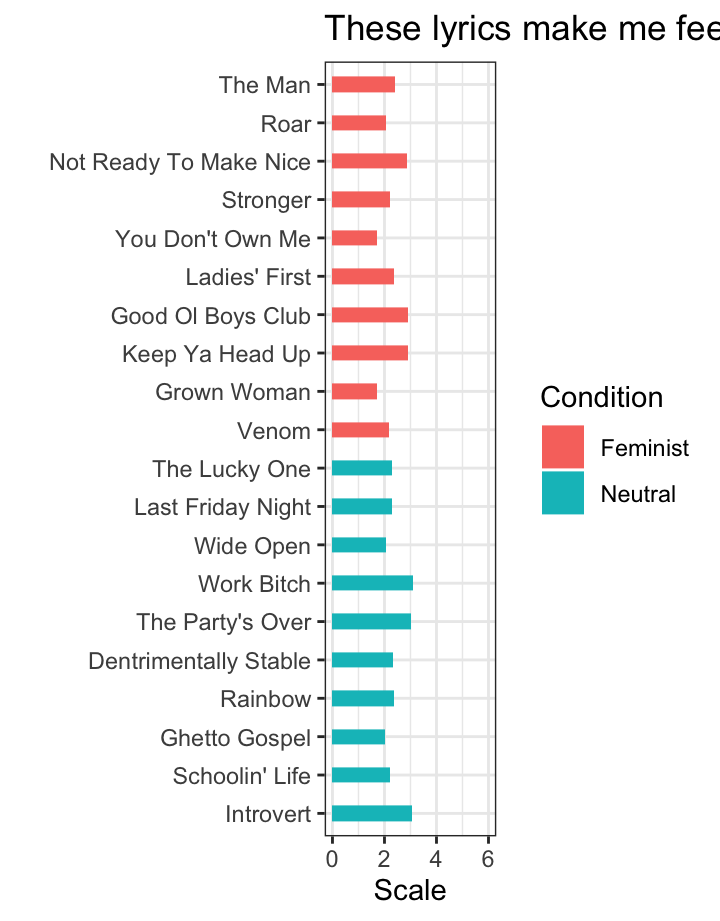 These lyrics make me fee
The Man
Roar
Not Ready To Make Nice
Stronger
You Don't Own Me
Ladies' First
Good Ol Boys Club
Keep Ya Head Up
Grown Woman
Venom
The Lucky One
Last Friday Night
Wide Open
Work Bitch
The Party's Over
Dentrimentally Stable
Rainbow
Ghetto Gospel
Schoolin' Life
Introvert
0 2 4 6
Scale
Condition
Feminist
Neutral